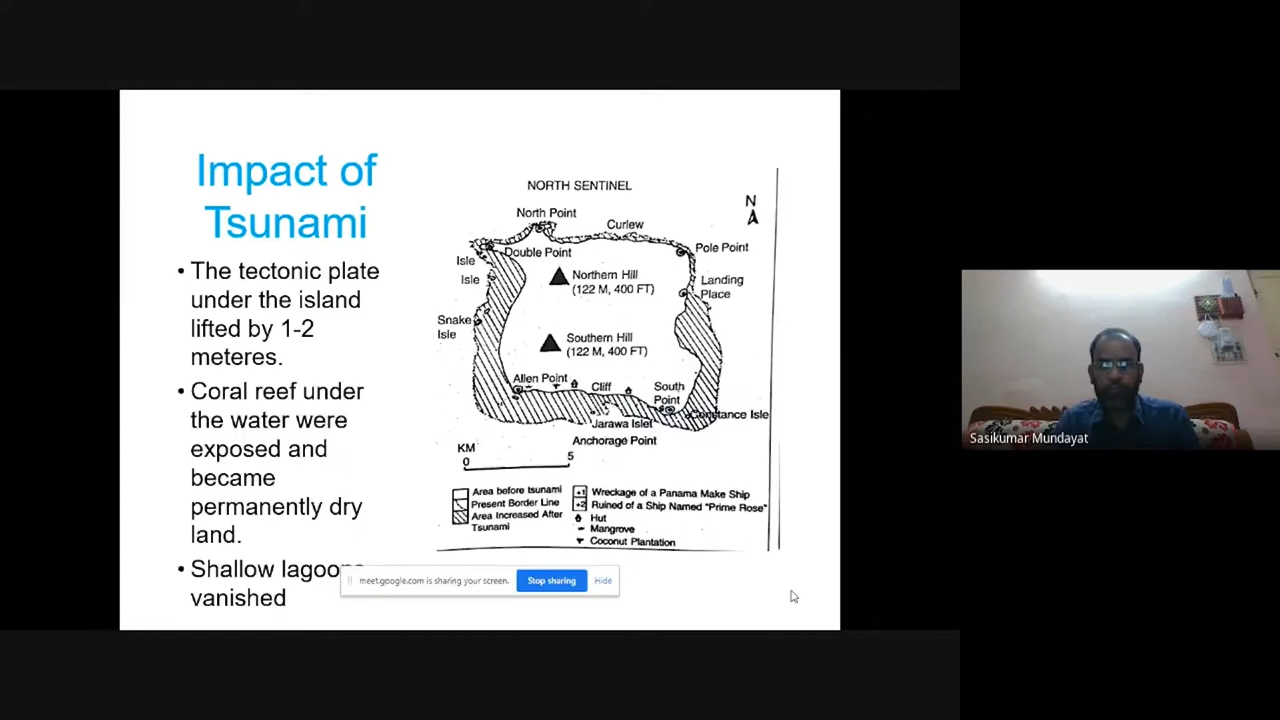 Impact of
Tsunami
• The tectonic plate
under the island
lifted by 1-2
meteres.
• Coral reef under
the water were
exposed and
became
permanently dry
land.
• Shallow lagoons
vanished
NORTH SENTINEL
N
North Point
Curlew
Pole Point
Double Point
Isle
Isle
Northern Hill
(122 M, 400 FT)
Landing
Place
Snake
Isle
Southern Hill
(122 M, 400 FT)
Allen Point
Cliff
South
Point
Constance Isle
Jarawa Islet
Anchorage Point
KM
0 5
Area before tsunami
Present Border Line
Area Increased After
Tsunami
+1 Wreckage of a Panama Make Ship
+2 Ruined of a Ship Named "Prime Rose"
Hut
Mangrove
Coconut Plantation
meet.google.com is sharing your screen.
Stop sharing
Hide
Sasikumar Mundayat